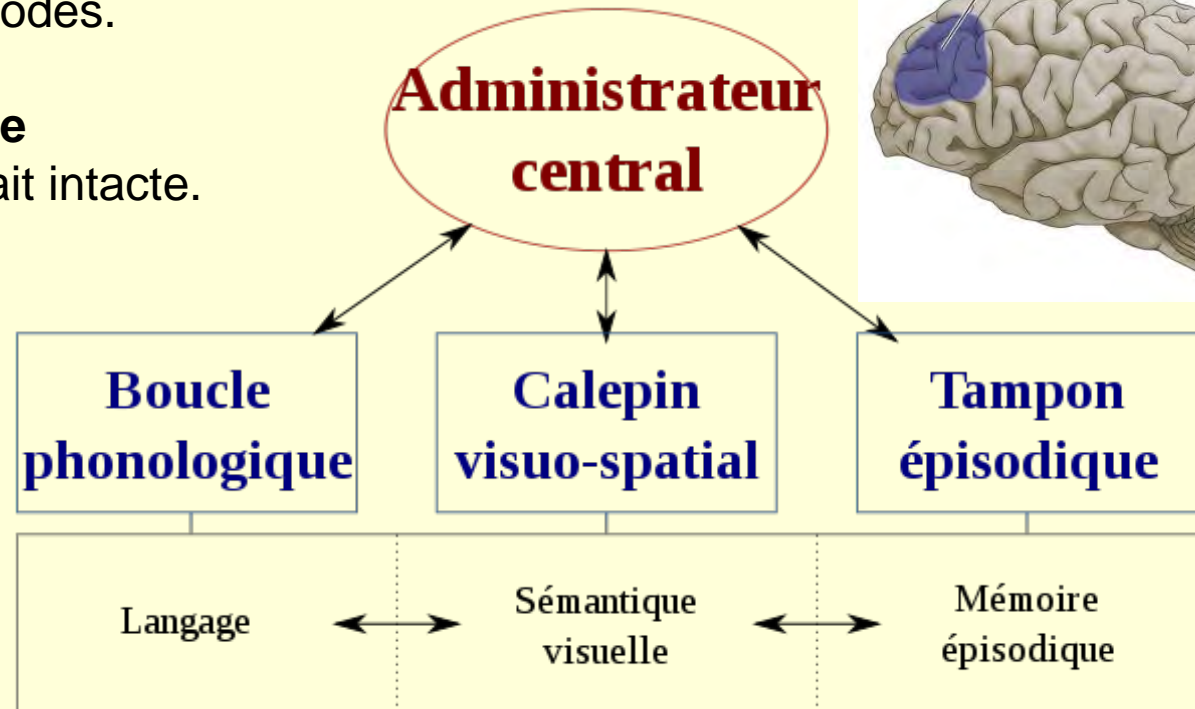 odes.
e
ait intacte.
Administrateur
central
Boucle
phonologique
Calepin
visuo-spatial
Tampon
épisodique
Langage
Sémantique
visuelle
Mémoire
épisodique